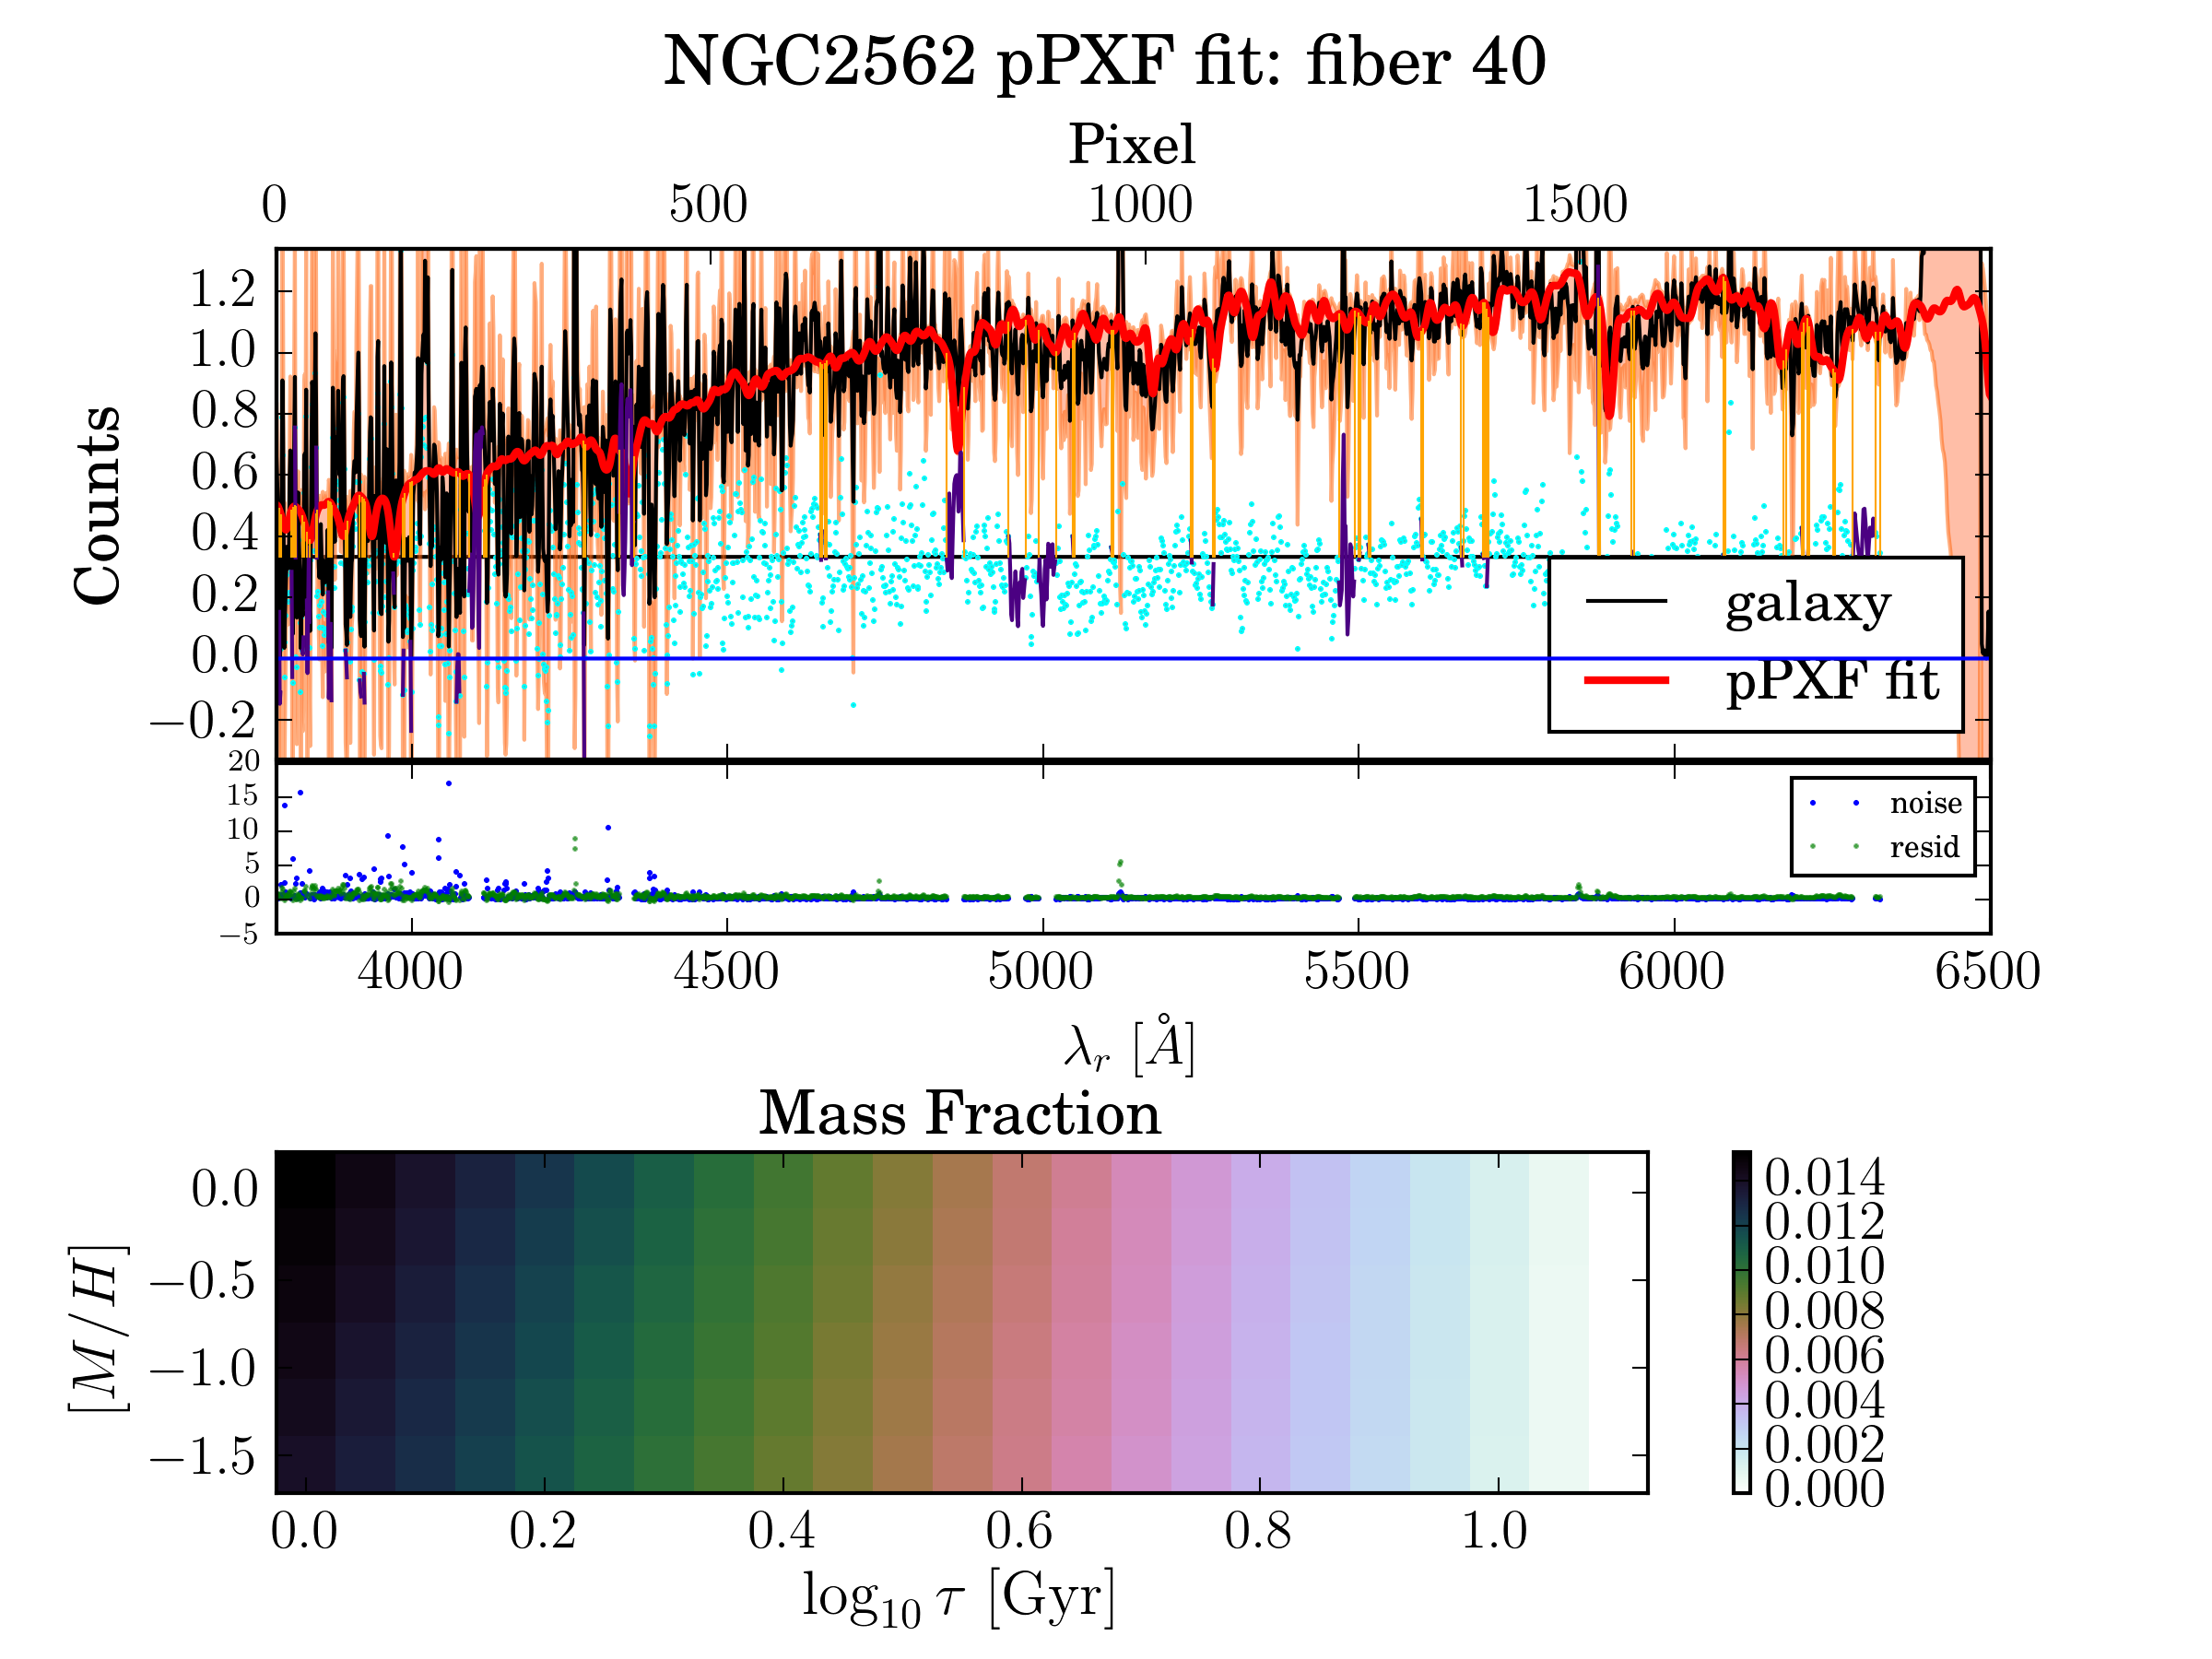 NGC2562 pPXF fit: fiber 40
Pixel
0 500 1000 1500
Counts
1.2
1.0
0.8
0.6
0.4
0.2
0.0
−0.2
galaxy
pPXF fit
20
15
10
5
0
−5
noise
resid
4000 4500 5000 5500 6000 6500
λr [Å]
Mass Fraction
[M/H]
0.0
−0.5
−1.0
−1.5
0.0 0.2 0.4 0.6 0.8 1.0
log10 τ [Gyr]
0.014
0.012
0.010
0.008
0.006
0.004
0.002
0.000